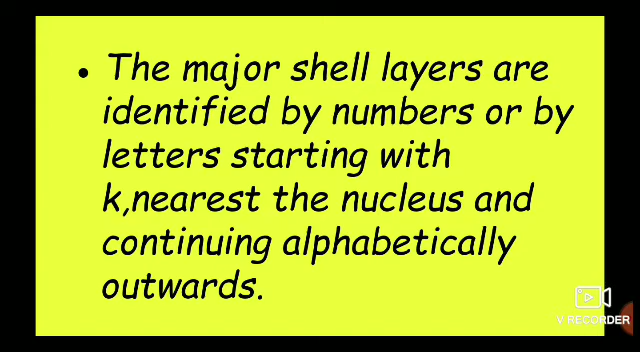 • The major shell layers are
identified by numbers or by
letters starting with
k,nearest the nucleus and
continuing alphabetically
outwards.
V RECORDER